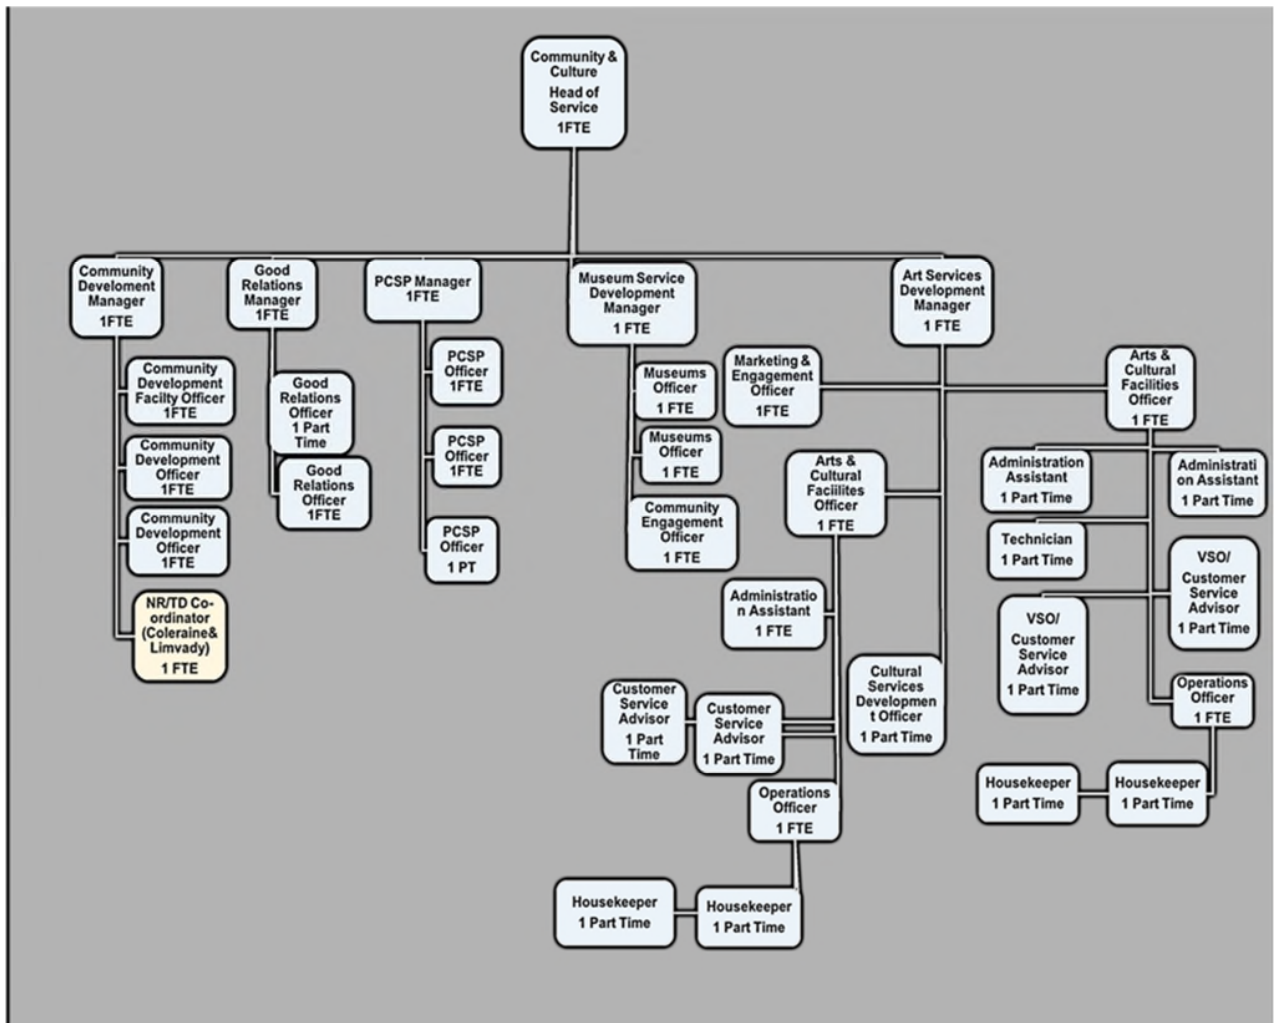 Community &
Culture
Head of
Service
1FTE
Community
Develoment
Manager
1FTE
Good
Relations
Manager
1FTE
PCSP Manager
1FTE
Museum Service
Development
Manager
1 FTE
Art Services
Development
Manager
1 FTE
Community
Development
Facilty Officer
1FTE
Community
Development
Officer
1FTE
Community
Development
Officer
1FTE
NR/TD Co-
ordinator
(Coleraine&
Limvady)
1 FTE
Good
Relations
Officer
1 Part
Time
Good
Relations
Officer
1FTE
PCSP
Officer
1FTE
PCSP
Officer
1FTE
PCSP
Officer
1 PT
Museums
Officer
1 FTE
Museums
Officer
1 FTE
Community
Engagement
Officer
1 FTE
Marketing &
Engagement
Officer
1FTE
Arts &
Cultural
Faciilites
Officer
1 FTE
Administratio
n Assistant
1 FTE
Customer
Service
Advisor
1 Part
Time
Customer
Service
Advisor
1 Part Time
Operations
Officer
1 FTE
Housekeeper
1 Part Time
Housekeeper
1 Part Time
Cultural
Services
Developmen
t Officer
1 Part Time
Arts &
Cultural
Facilities
Officer
1 FTE
Administration
Assistant
1 Part Time
Administrati
on Assistant
1 Part Time
Technician
1 Part Time
VSO/
Customer
Service
Advisor
1 Part Time
VSO/
Customer
Service
Advisor
1 Part Time
Operations
Officer
1 FTE
Housekeeper
1 Part Time
Housekeeper
1 Part Time